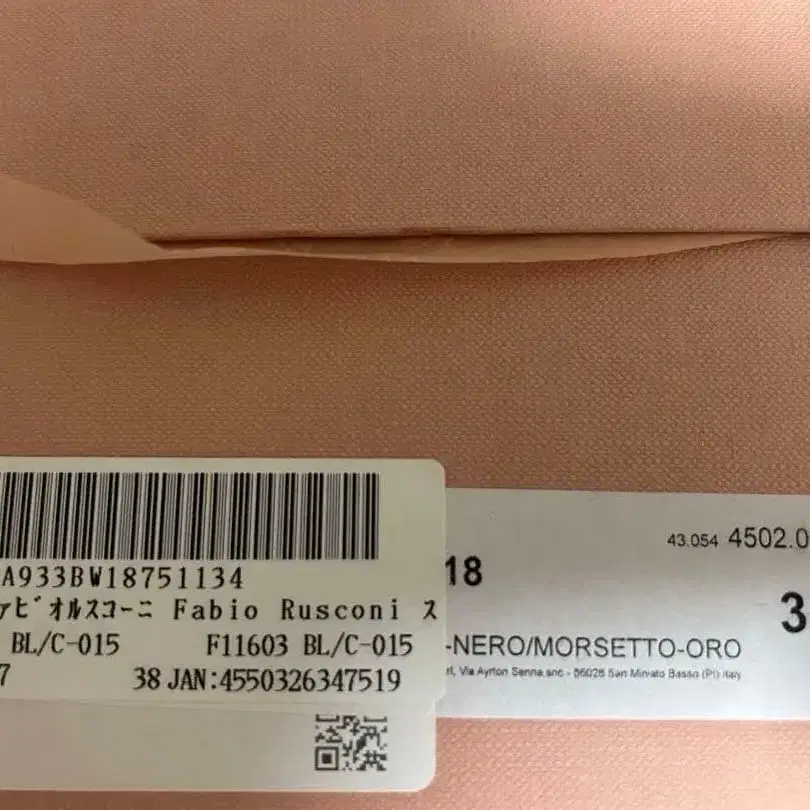 43.054 4502.0
18
3
-NERO/MORSETTO-ORO
rl, Via Ayrton Senna,snc - 56028 San Miniato Basso (PI) Italy
A933BW18751134
ァビオルスコーニ Fabio Rusconi ス
BL/C-015 F11603 BL/C-015
7 38 JAN:4550326347519